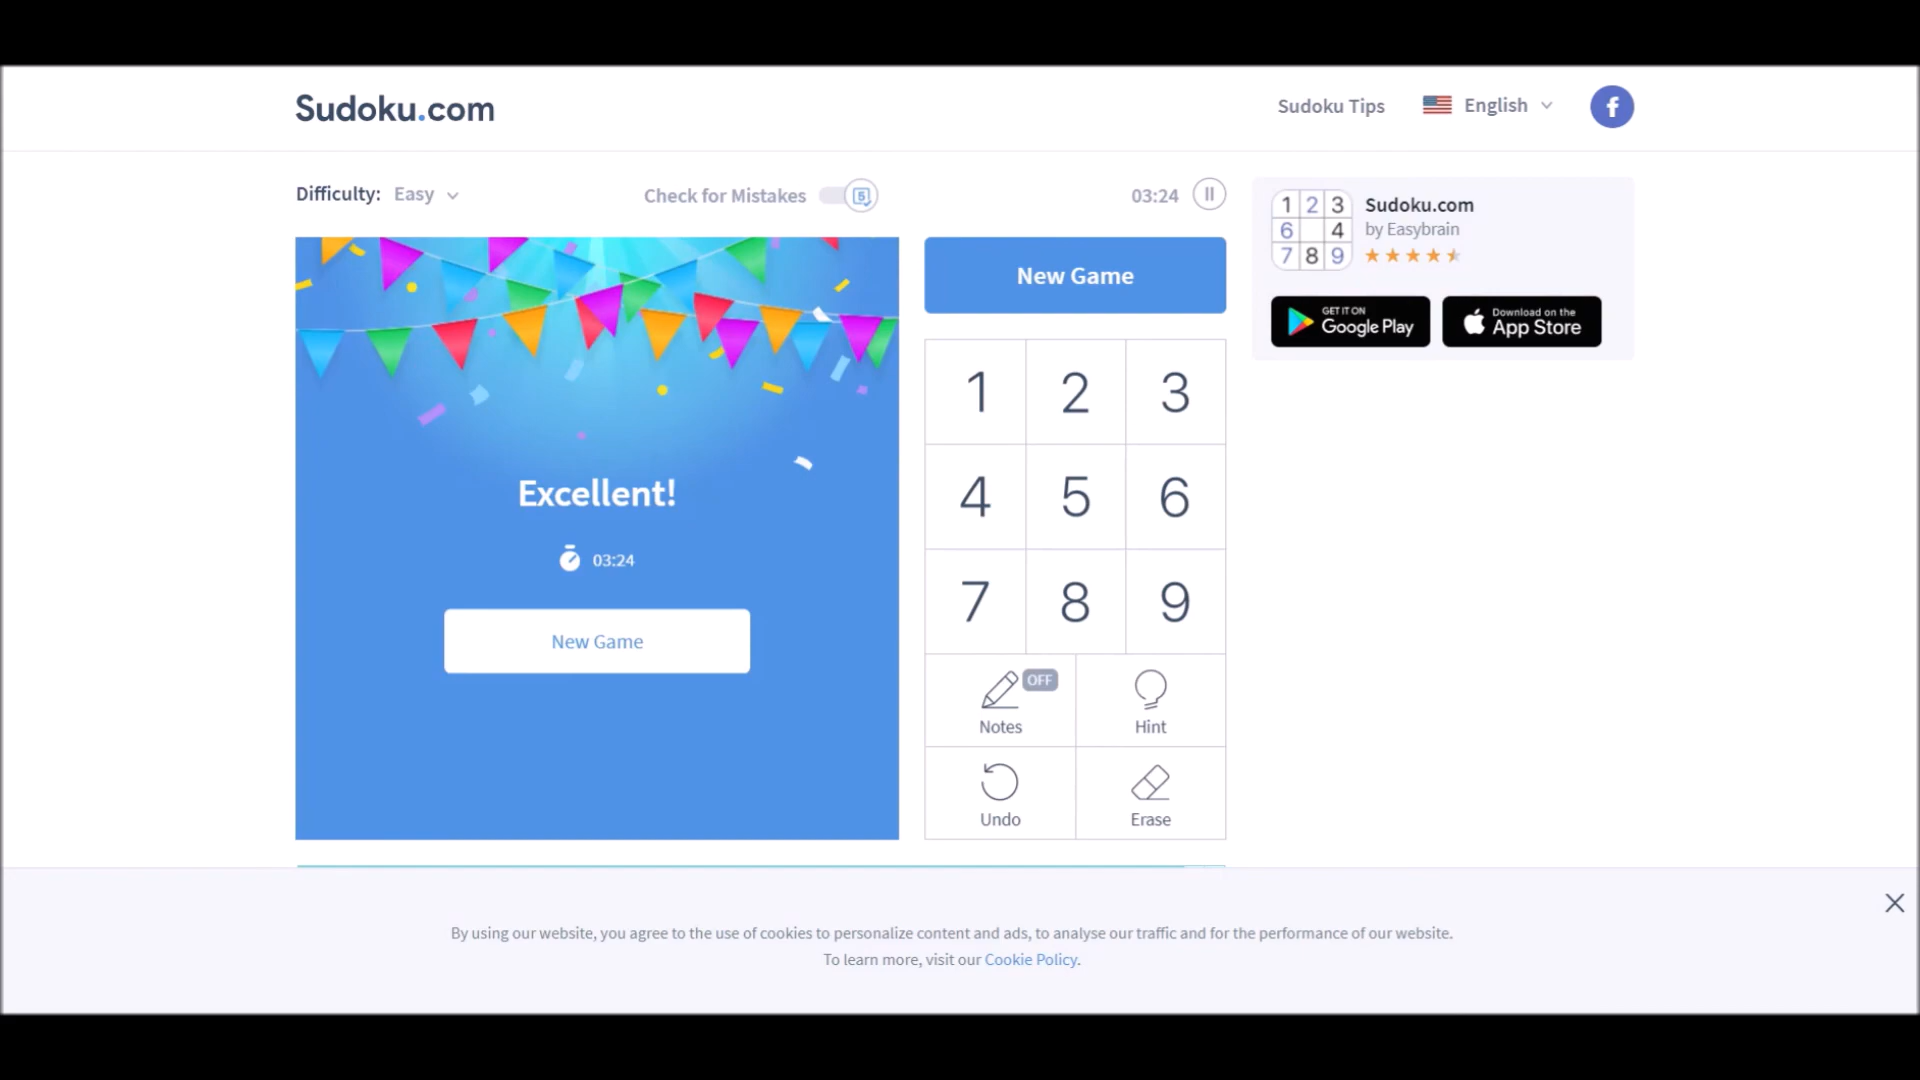 Sudoku.com
Sudoku Tips
English
f
Difficulty: Easy
Check for Mistakes
5
03:24
1 2 3
6 4
7 8 9
Sudoku.com
by Easybrain
GET IT ON
Google Play
Download on the
App Store
Excellent!
03:24
New Game
New Game
1 2 3
4 5 6
7 8 9
OFF
Notes
Hint
Undo
Erase
By using our website, you agree to the use of cookies to personalize content and ads, to analyse our traffic and for the performance of our website.
To learn more, visit our Cookie Policy.